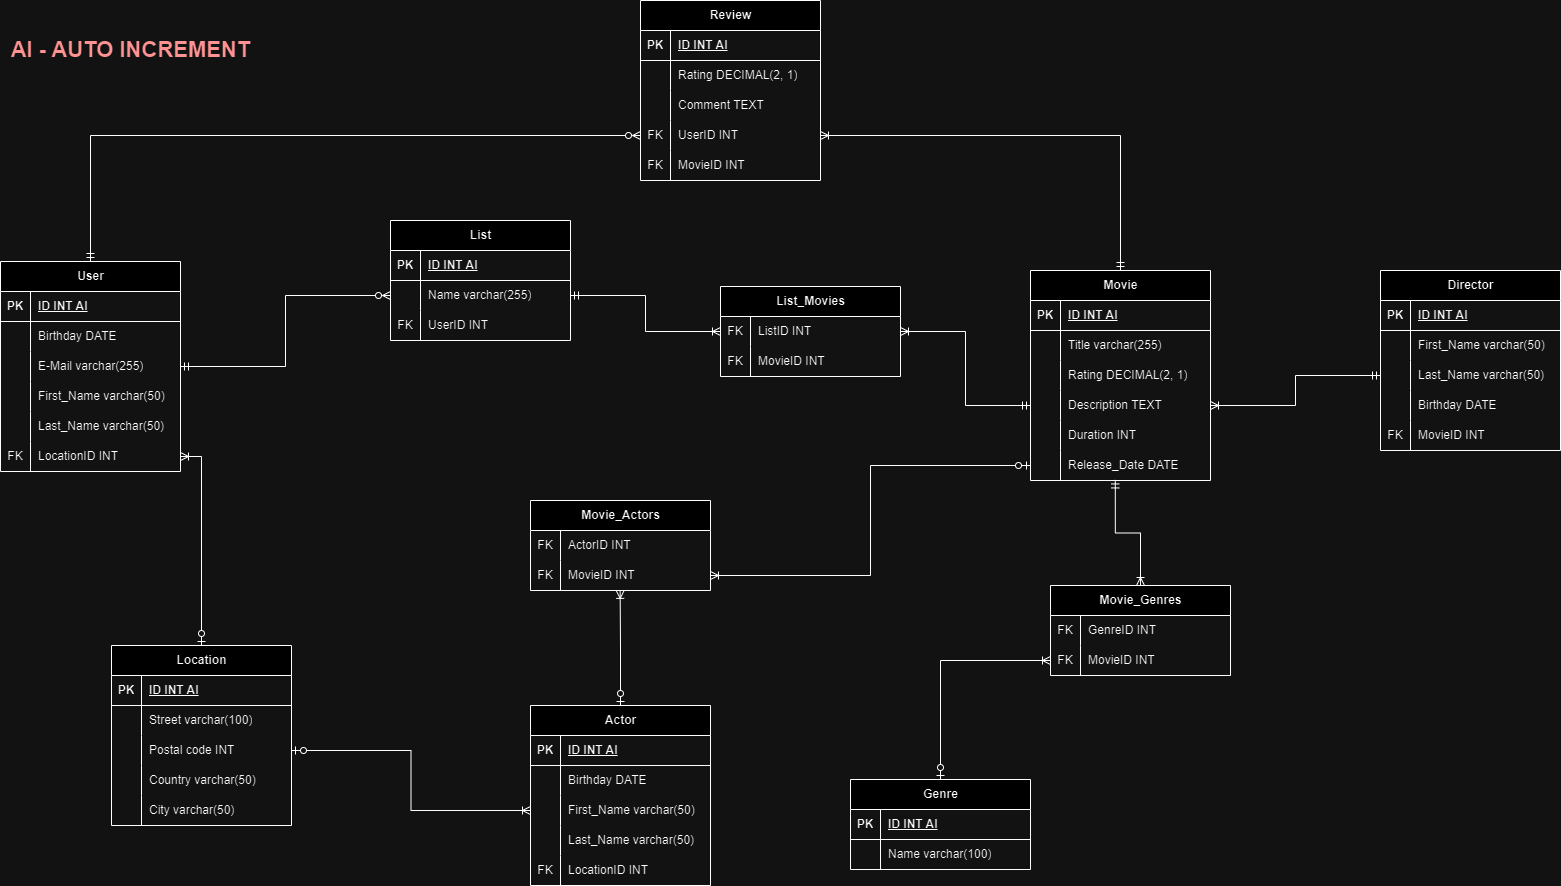 AI - AUTO INCREMENT
Review
PK ID INT AI
Rating DECIMAL(2, 1)
Comment TEXT
FK UserID INT
FK MovieID INT
List
PK ID INT AI
Name varchar(255)
FK UserID INT
User
PK ID INT AI
Birthday DATE
E-Mail varchar(255)
First_Name varchar(50)
Last_Name varchar(50)
FK LocationID INT
List_Movies
FK ListID INT
FK MovieID INT
Movie
PK ID INT AI
Title varchar(255)
Rating DECIMAL(2, 1)
Description TEXT
Duration INT
Release_Date DATE
Director
PK ID INT AI
First_Name varchar(50)
Last_Name varchar(50)
Birthday DATE
FK MovieID INT
Movie_Actors
FK ActorID INT
FK MovieID INT
Movie_Genres
FK GenreID INT
FK MovieID INT
Location
PK ID INT AI
Street varchar(100)
Postal code INT
Country varchar(50)
City varchar(50)
Actor
PK ID INT AI
Birthday DATE
First_Name varchar(50)
Last_Name varchar(50)
FK LocationID INT
Genre
PK ID INT AI
Name varchar(100)